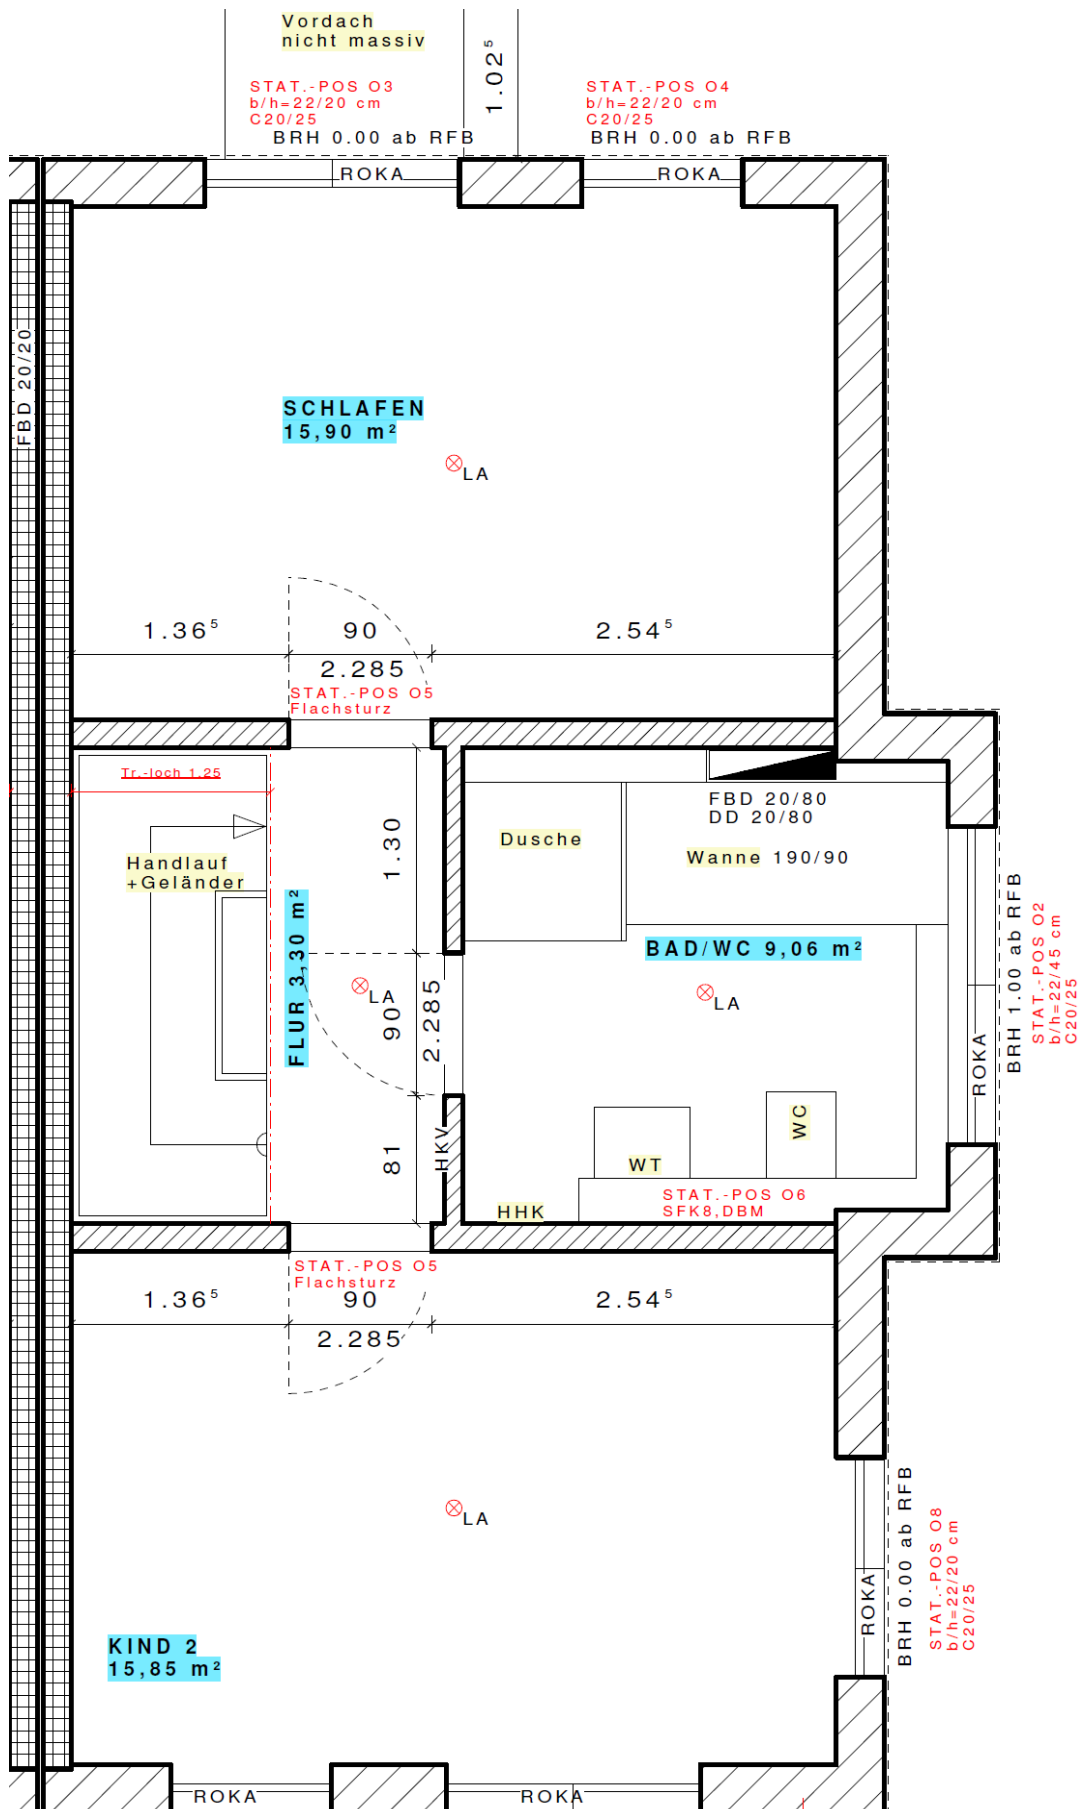 Vordach
nicht massiv
1.02⁵
STAT.-POS O3
b/h=22/20 cm
C20/25
BRH 0.00 ab RFB
STAT.-POS O4
b/h=22/20 cm
C20/25
BRH 0.00 ab RFB
ROKA
ROKA
FBD 20/20
SCHLAFEN
15,90 m²
LA
1.36⁵
90
2.54⁵
2.285
STAT.-POS O5
Flachsturz
Tr.-loch 1.25
Handlauf
+Geländer
FLUR 3,30 m²
1.30
LA
90
2.285
81
HKV
FBD 20/80
DD 20/80
Dusche
Wanne 190/90
BAD/WC 9,06 m²
LA
WC
WT
HHK
STAT.-POS O6
SFK8,DBM
ROKA
BRH 1.00 ab RFB
STAT.-POS O2
b/h=22/45 cm
C20/25
STAT.-POS O5
Flachsturz
1.36⁵
90
2.54⁵
2.285
LA
KIND 2
15,85 m²
ROKA
BRH 0.00 ab RFB
STAT.-POS O8
b/h=22/20 cm
C20/25
ROKA
ROKA